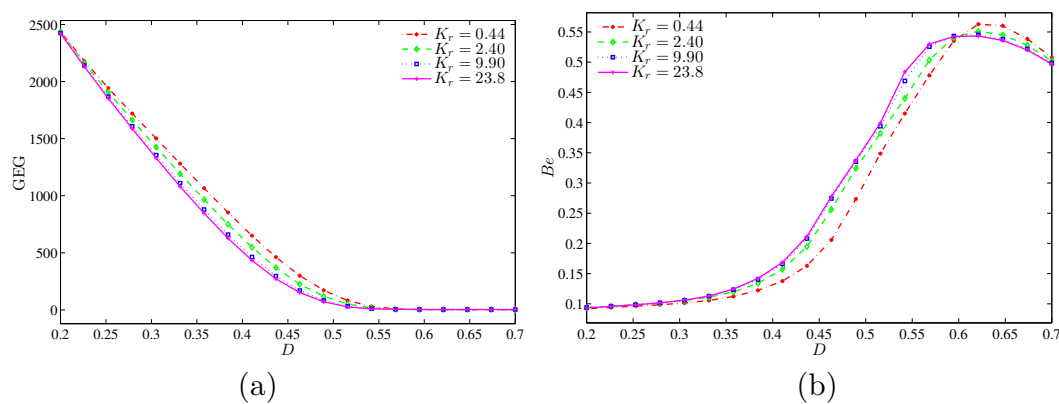 2500
2000
1500
1000
500
0
GEG
0.2 0.25 0.3 0.35 0.4 0.45 0.5 0.55 0.6 0.65 0.7
D
K_r = 0.44
K_r = 2.40
K_r = 9.90
K_r = 23.8
(a)
0.55
0.5
0.45
0.4
0.35
0.3
0.25
0.2
0.15
0.1
Be
0.2 0.25 0.3 0.35 0.4 0.45 0.5 0.55 0.6 0.65 0.7
D
K_r = 0.44
K_r = 2.40
K_r = 9.90
K_r = 23.8
(b)